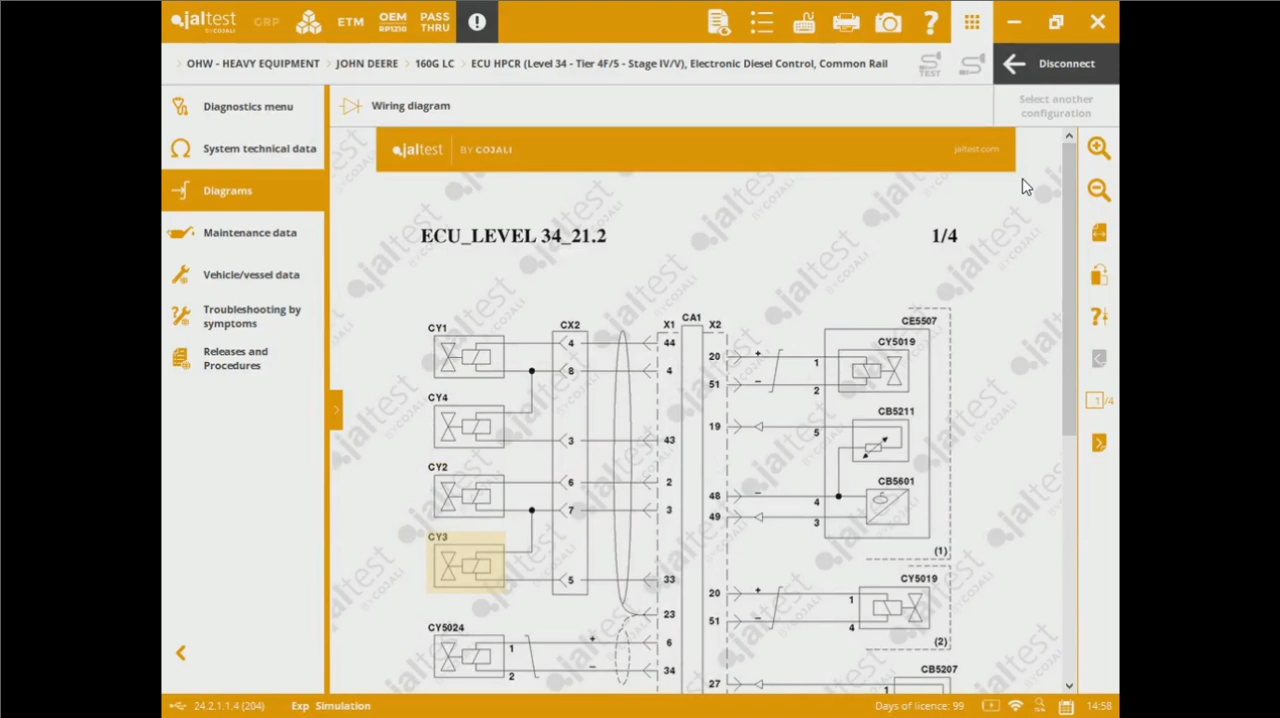 jaltest
BY COJALI
GRP
ETM
OEM
RP1210
PASS
THRU
OHW - HEAVY EQUIPMENT
JOHN DEERE
160G LC
ECU HPCR (Level 34 - Tier 4F/5 - Stage IV/V), Electronic Diesel Control, Common Rail
TEST
Disconnect
Diagnostics menu
System technical data
Diagrams
Maintenance data
Vehicle/vessel data
Troubleshooting by
symptoms
Releases and
Procedures
Wiring diagram
Select another
configuration
jaltest BY COJALI
jaltest.com
ECU_LEVEL 34_21.2
1/4
CY1
CX2
X1
CA1
X2
CE5507
4
44
CY5019
20
+
1
8
4
51
–
2
CY4
CB5211
19
5
3
43
CY2
CB5601
6
2
48
–
4
7
3
49
3
CY3
(1)
5
33
CY5019
20
+
1
23
51
–
4
CY5024
(2)
1
+
6
CB5207
2
–
34
27
1
1/4
24.2.1.1.4 (204)
Exp Simulation
Days of licence: 99
14:58